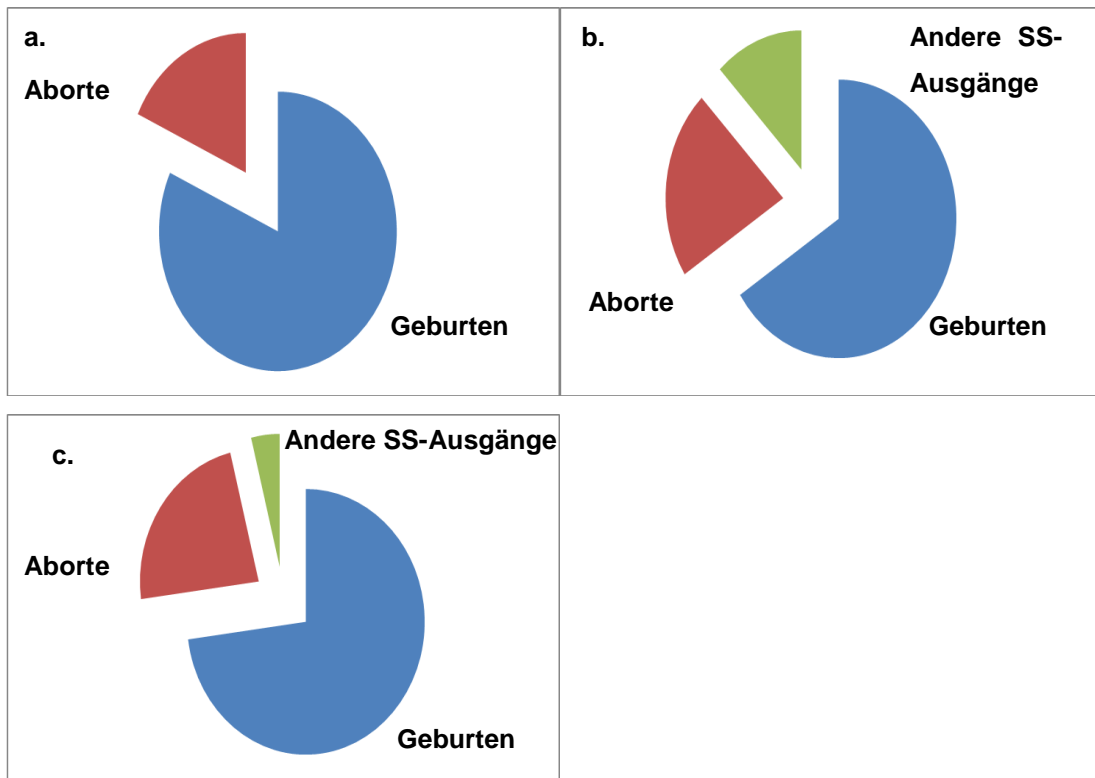 a.
Aborte
Geburten
b.
Andere SS-
Ausgänge
Aborte
Geburten
c.
Andere SS-Ausgänge
Aborte
Geburten